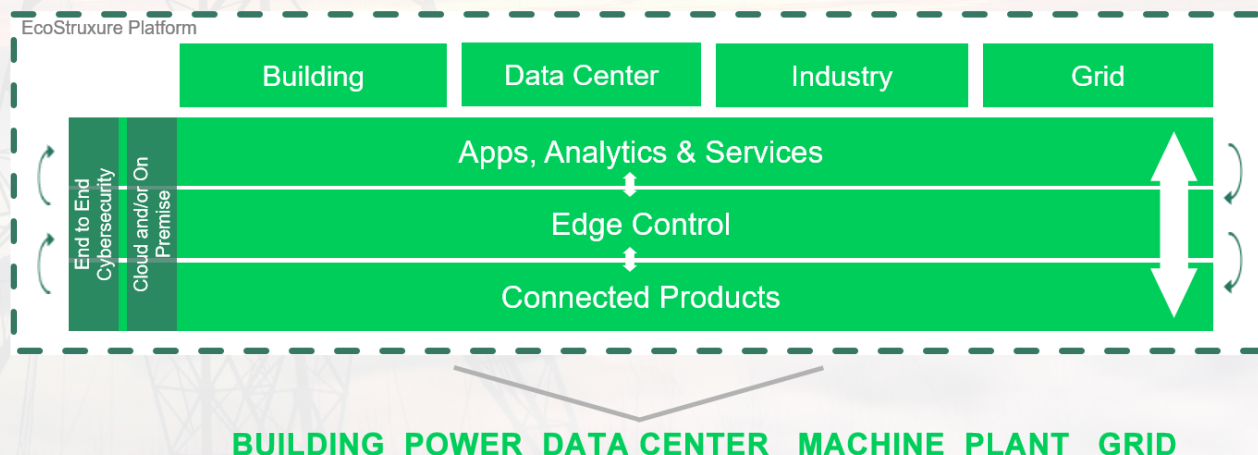 EcoStruxure Platform
Building
Data Center
Industry
Grid
End to End
Cybersecurity
Cloud and/or On
Premise
Apps, Analytics & Services
Edge Control
Connected Products
BUILDING POWER DATA CENTER MACHINE PLANT GRID